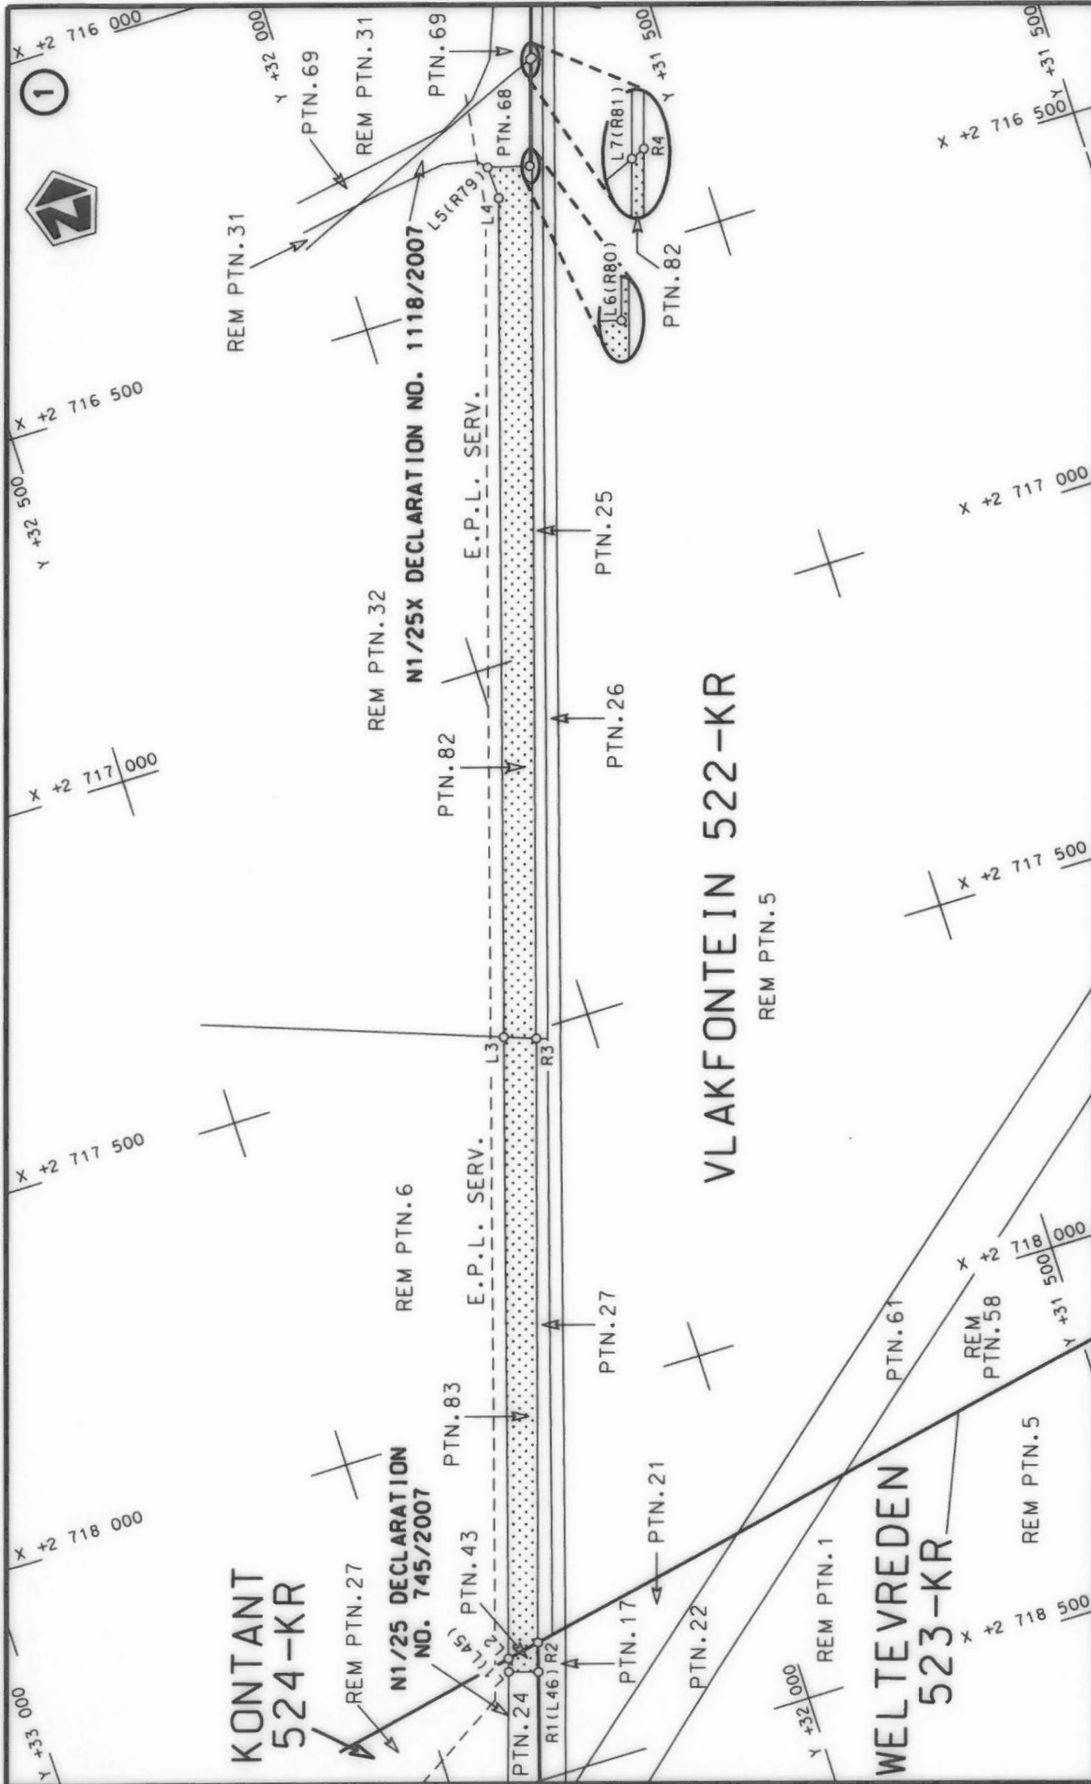 X +2 716 000
Y +32 000
PTN.69
REM PTN.31
PTN.69
1
N
REM PTN.31
PTN.68
Y +31 500
L5(R79)
L4
L7(R81)
R4
X +2 716 500
Y +31 500
L6(R80)
PTN.82
X +2 716 500
Y +32 500
N1/25X DECLARATION NO. 1118/2007
E.P.L. SERV.
REM PTN.32
PTN.25
X +2 717 000
PTN.82
PTN.26
X +2 717 000
VLAKFONTEIN 522-KR
REM PTN.5
X +2 717 500
L3
R3
X +2 717 500
REM PTN.6
E.P.L. SERV.
PTN.83
PTN.27
X +2 718 000
Y +31 500
PTN.61
REM
PTN.58
REM PTN.5
X +2 718 000
N1/25 DECLARATION
NO. 745/2007
PTN.43
KONTANT
524-KR
REM PTN.27
L2
(L45)
PTN.24
R1(L46)
R2
PTN.17
PTN.21
PTN.22
REM PTN.1
WELTEVREDEN
523-KR
X +2 718 500
Y +32 000
Y +33 000